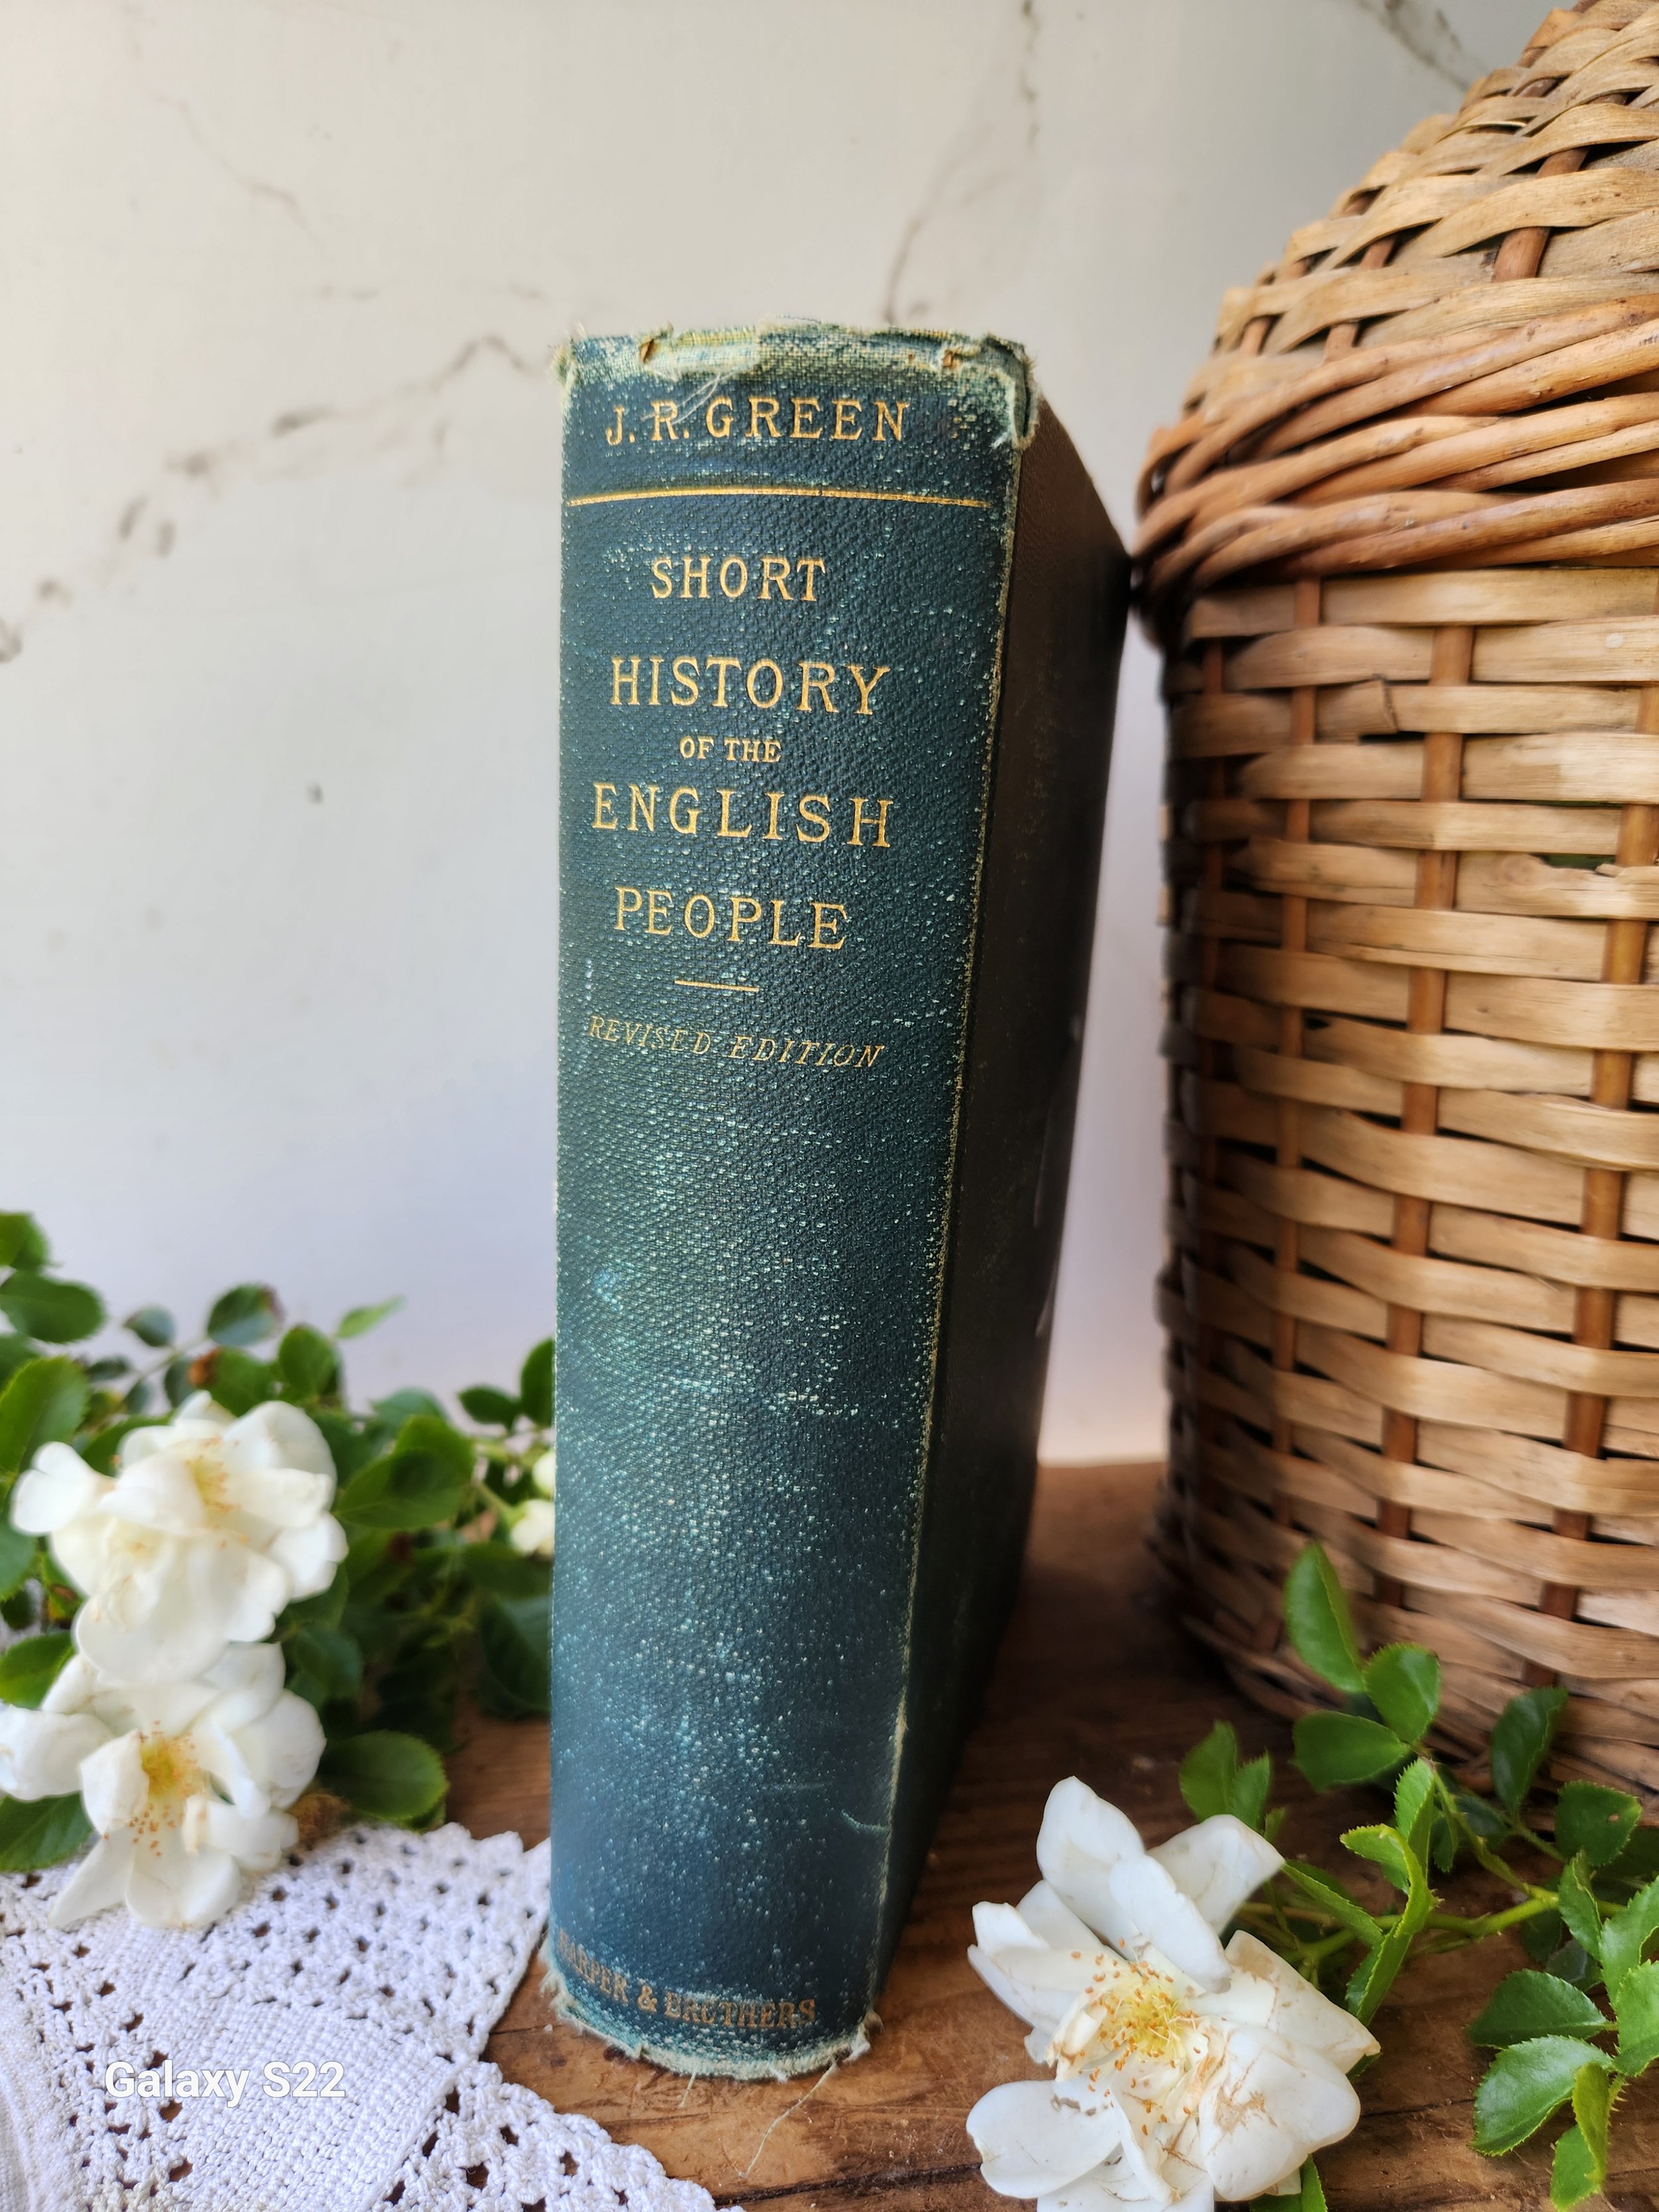 J. R. GREEN
SHORT
HISTORY
OF THE
ENGLISH
PEOPLE
REVISED EDITION
HARPER & BROTHERS
Galaxy S22